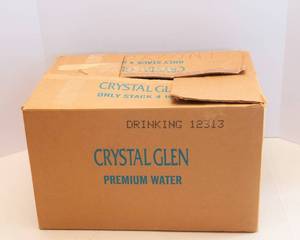 CRYSTAL GLEN
ONLY STACK 4
DRINKING 12313
CRYSTAL GLEN
PREMIUM WATER